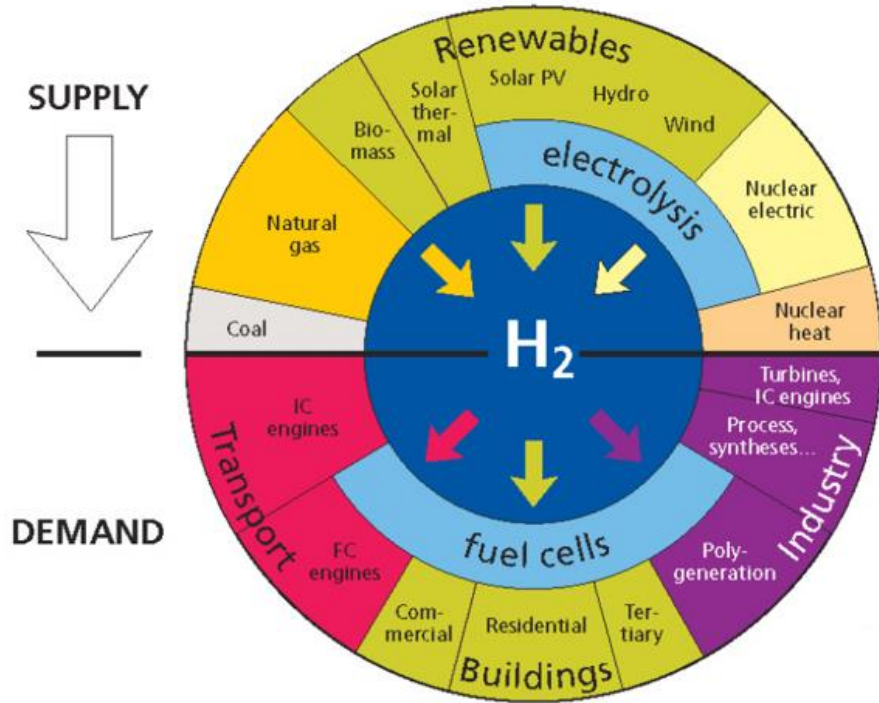 SUPPLY
Renewables
Solar PV
Hydro
Wind
Solar
ther-
mal
Bio-
mass
electrolysis
Natural
gas
Nuclear
electric
Coal
Nuclear
heat
H₂
Turbines,
IC engines
IC
engines
Process,
syntheses...
Transport
Industry
DEMAND
FC
engines
fuel cells
Poly-
generation
Com-
mercial
Residential
Ter-
tiary
Buildings